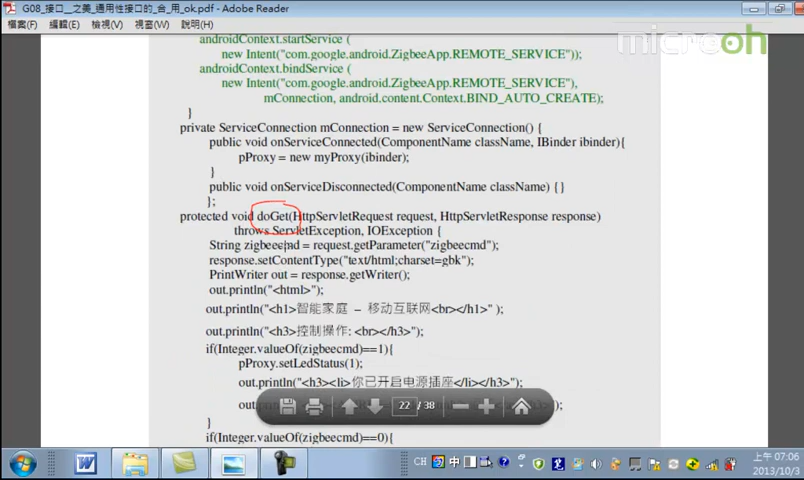 G08_接口__之美_通用性接口的_合_用_ok.pdf - Adobe Reader
檔案(F) 編輯(E) 檢視(V) 視窗(W) 說明(H)
microoh
androidContext.startService (
new Intent("com.google.android.ZigbeeApp.REMOTE_SERVICE"));
androidContext.bindService (
new Intent("com.google.android.ZigbeeApp.REMOTE_SERVICE"),
mConnection, android.content.Context.BIND_AUTO_CREATE);
}
private ServiceConnection mConnection = new ServiceConnection() {
public void onServiceConnected(ComponentName className, IBinder ibinder){
pProxy = new myProxy(ibinder);
}
public void onServiceDisconnected(ComponentName className) {}
};
protected void doGet(HttpServletRequest request, HttpServletResponse response)
throws ServletException, IOException {
String zigbeecmd = request.getParameter("zigbeecmd");
response.setContentType("text/html;charset=gbk");
PrintWriter out = response.getWriter();
out.println("<html>");
out.println("<h1>智能家庭 – 移动互联网<br></h1>" );
out.println("<h3>控制操作: <br></h3>");
if(Integer.valueOf(zigbeecmd)==1){
pProxy.setLedStatus(1);
out.println("<h3><li>你已开启电源插座</li></h3>");
22 / 38
}
if(Integer.valueOf(zigbeecmd)==0){
CH 中 上午 07:06
2013/10/3